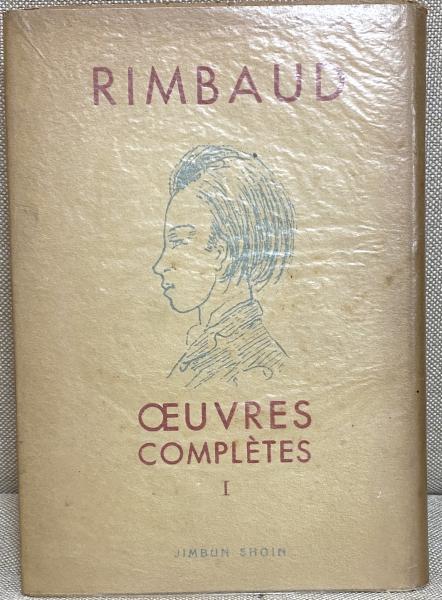 RIMBAUD
ŒUVRES
COMPLÈTES
I
JIMBUN SHOIN